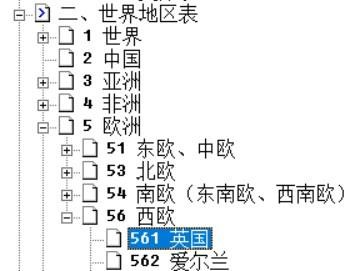 二、世界地区表
1 世界
2 中国
3 亚洲
4 非洲
5 欧洲
51 东欧、中欧
53 北欧
54 南欧（东南欧、西南欧）
56 西欧
561 英国
562 爱尔兰